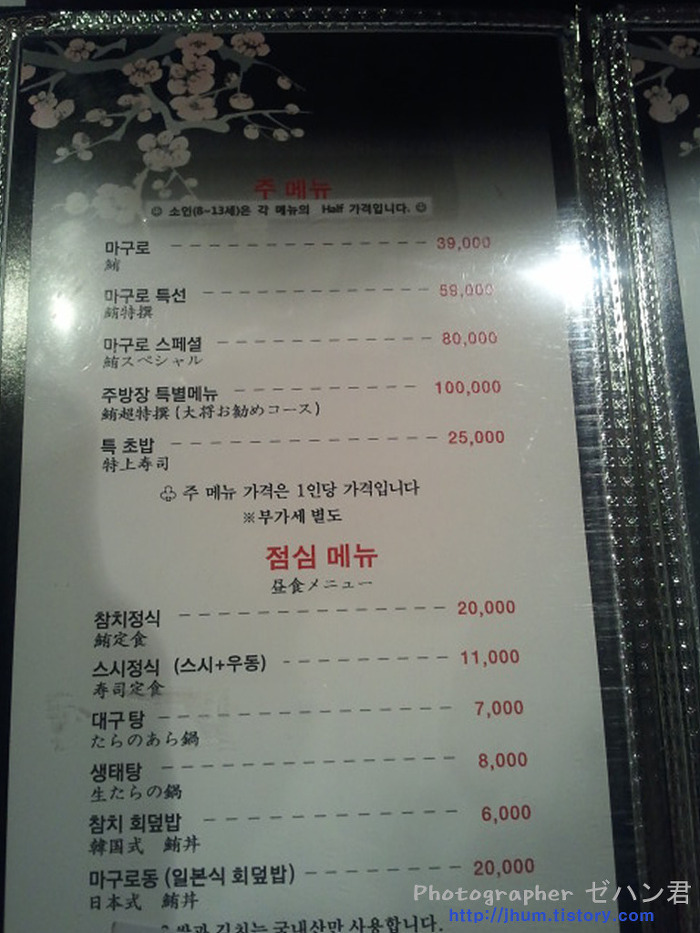 주 메뉴
☺ 소인(8~13세)은 각 메뉴의 Half 가격입니다. ☺
마구로 39,000
鮪
마구로 특선
鮪特撰
마구로 스페셜 80,000
鮪スペシャル
주방장 특별메뉴 100,000
鮪超特撰 (大将お勧めコース)
특 초밥 25,000
特上寿司
♧ 주 메뉴 가격은 1인당 가격입니다
※부가세 별도
점심 메뉴
昼食メニュー
참치정식 20,000
鮪定食
스시정식 (스시+우동) 11,000
寿司定食
대구탕 7,000
たらのあら鍋
생태탕 8,000
生たらの鍋
참치 회덮밥 6,000
韓国式 鮪丼
마구로동 (일본식 회덮밥) 20,000
日本式 鮪丼
쌀과 김치는 국내산만 사용합니다.
Photographer ゼハン君
http://jhum.tistory.com